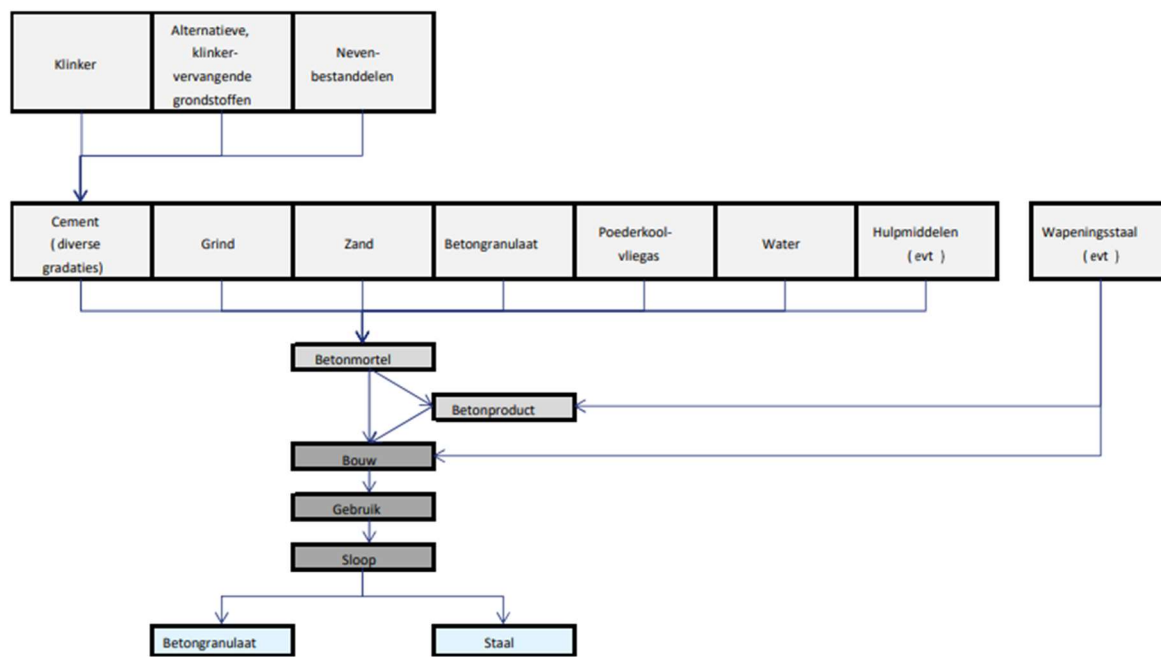 Klinker
Alternatieve,
klinker-
vervangende
grondstoffen
Neven-
bestanddelen
Cement
( diverse
gradaties)
Grind
Zand
Betongranulaat
Poederkool-
vliegas
Water
Hulpmiddelen
( evt )
Wapeningsstaal
( evt )
Betonmortel
Betonproduct
Bouw
Gebruik
Sloop
Betongranulaat
Staal